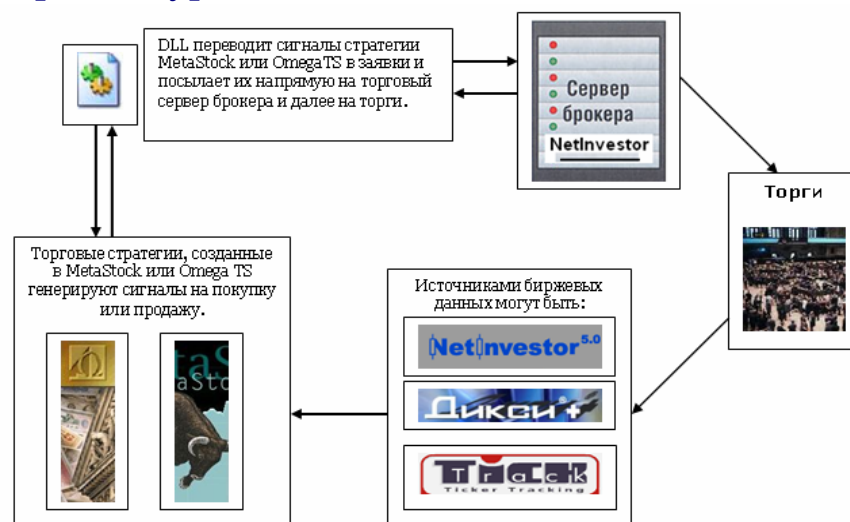 DLL переводит сигналы стратегии
MetaStock или OmegaTS в заявки и
посылает их напрямую на торговый
сервер брокера и далее на торги.
Сервер
брокера
NetInvestor
Торги
Торговые стратегии, созданные
в MetaStock или Omega TS
генерируют сигналы на покупку
или продажу.
Источниками биржевых
данных могут быть:
NetInvestor 5.0
Дикси+
Track
Ticker Tracking